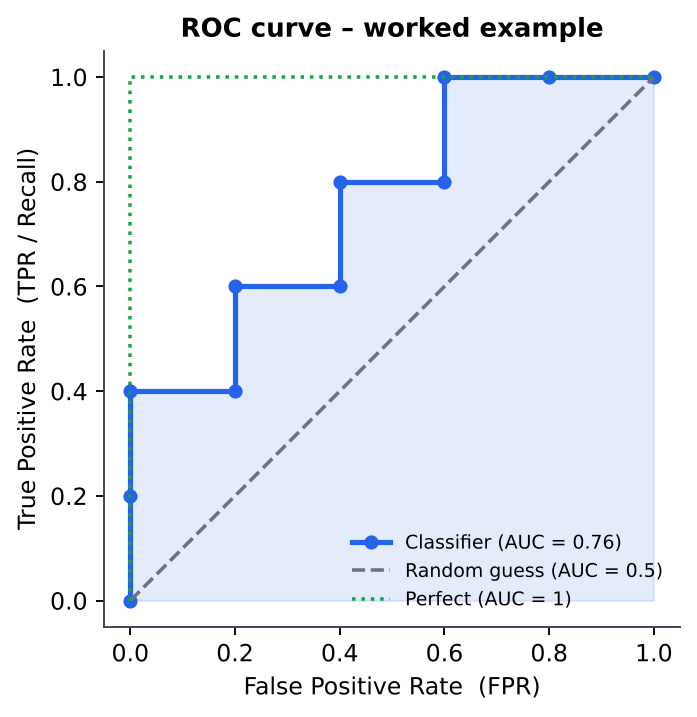 ROC curve – worked example
True Positive Rate (TPR / Recall)
1.0
0.8
0.6
0.4
0.2
0.0
Classifier (AUC = 0.76)
Random guess (AUC = 0.5)
Perfect (AUC = 1)
0.0 0.2 0.4 0.6 0.8 1.0
False Positive Rate (FPR)